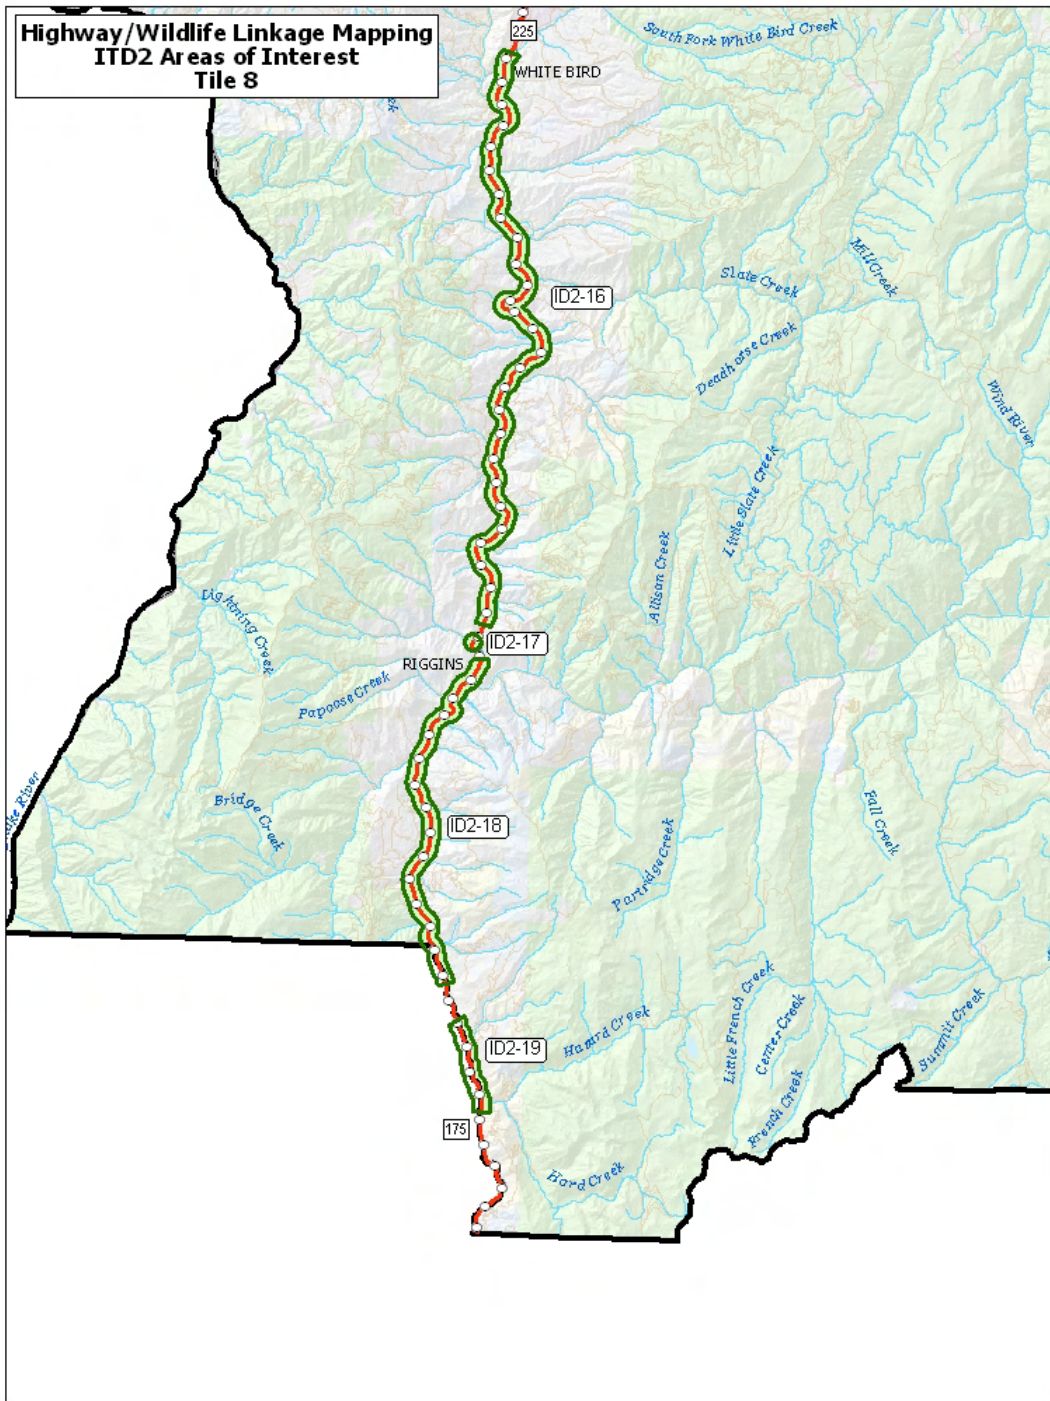 Highway/Wildlife Linkage Mapping
ITD2 Areas of Interest
Tile 8
225
South Fork White Bird Creek
WHITE BIRD
Mill Creek
Slate Creek
ID2-16
Deadhorse Creek
Wind River
Little Slate Creek
Allison Creek
Lightning Creek
ID2-17
RIGGINS
Papoose Creek
Bridge Creek
ID2-18
Fall Creek
Partridge Creek
Little French Creek
Center Creek
Summit Creek
Hazard Creek
ID2-19
175
French Creek
Hard Creek
River